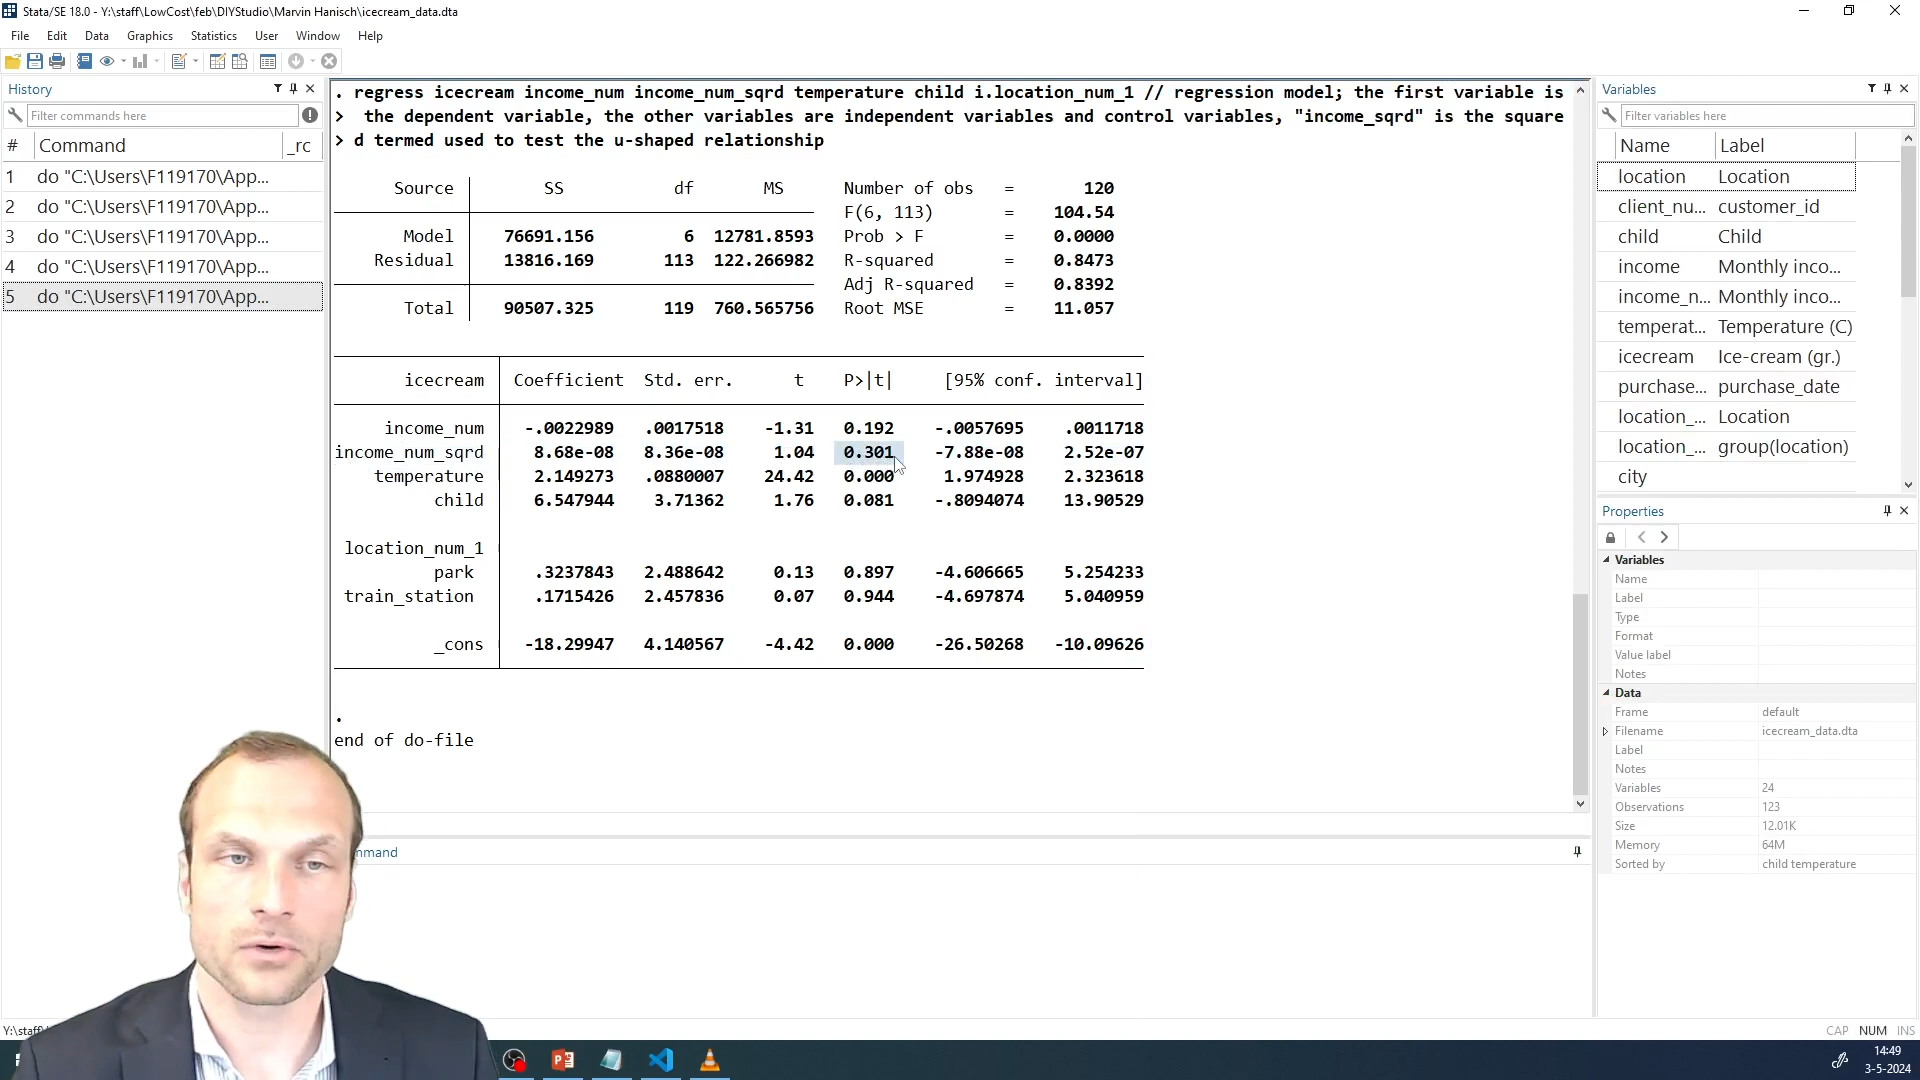 Stata/SE 18.0 - Y:\staff\LowCost\feb\DIYStudio\Marvin Hanisch\icecream_data.dta
File Edit Data Graphics Statistics User Window Help
History
Filter commands here
# Command _rc
1 do "C:\Users\F119170\App...
2 do "C:\Users\F119170\App...
3 do "C:\Users\F119170\App...
4 do "C:\Users\F119170\App...
5 do "C:\Users\F119170\App...
. regress icecream income_num income_num_sqrd temperature child i.location_num_1 // regression model; the first variable is
> the dependent variable, the other variables are independent variables and control variables, "income_sqrd" is the square
> d termed used to test the u-shaped relationship
Source SS df MS Number of obs = 120
F(6, 113) = 104.54
Model 76691.156 6 12781.8593 Prob > F = 0.0000
Residual 13816.169 113 122.266982 R-squared = 0.8473
Adj R-squared = 0.8392
Total 90507.325 119 760.565756 Root MSE = 11.057
icecream Coefficient Std. err. t P>|t| [95% conf. interval]
income_num -.0022989 .0017518 -1.31 0.192 -.0057695 .0011718
income_num_sqrd 8.68e-08 8.36e-08 1.04 0.301 -7.88e-08 2.52e-07
temperature 2.149273 .0880007 24.42 0.000 1.974928 2.323618
child 6.547944 3.71362 1.76 0.081 -.8094074 13.90529
location_num_1
park .3237843 2.488642 0.13 0.897 -4.606665 5.254233
train_station .1715426 2.457836 0.07 0.944 -4.697874 5.040959
_cons -18.29947 4.140567 -4.42 0.000 -26.50268 -10.09626
.
end of do-file
mmand
Variables
Filter variables here
Name Label
location Location
client_nu... customer_id
child Child
income Monthly inco...
income_n... Monthly inco...
temperat... Temperature (C)
icecream Ice-cream (gr.)
purchase... purchase_date
location_... Location
location_... group(location)
city
Properties
Variables
Name
Label
Type
Format
Value label
Notes
Data
Frame default
Filename icecream_data.dta
Label
Notes
Variables 24
Observations 123
Size 12.01K
Memory 64M
Sorted by child temperature
Y:\staff\
CAP NUM INS
14:49
3-5-2024